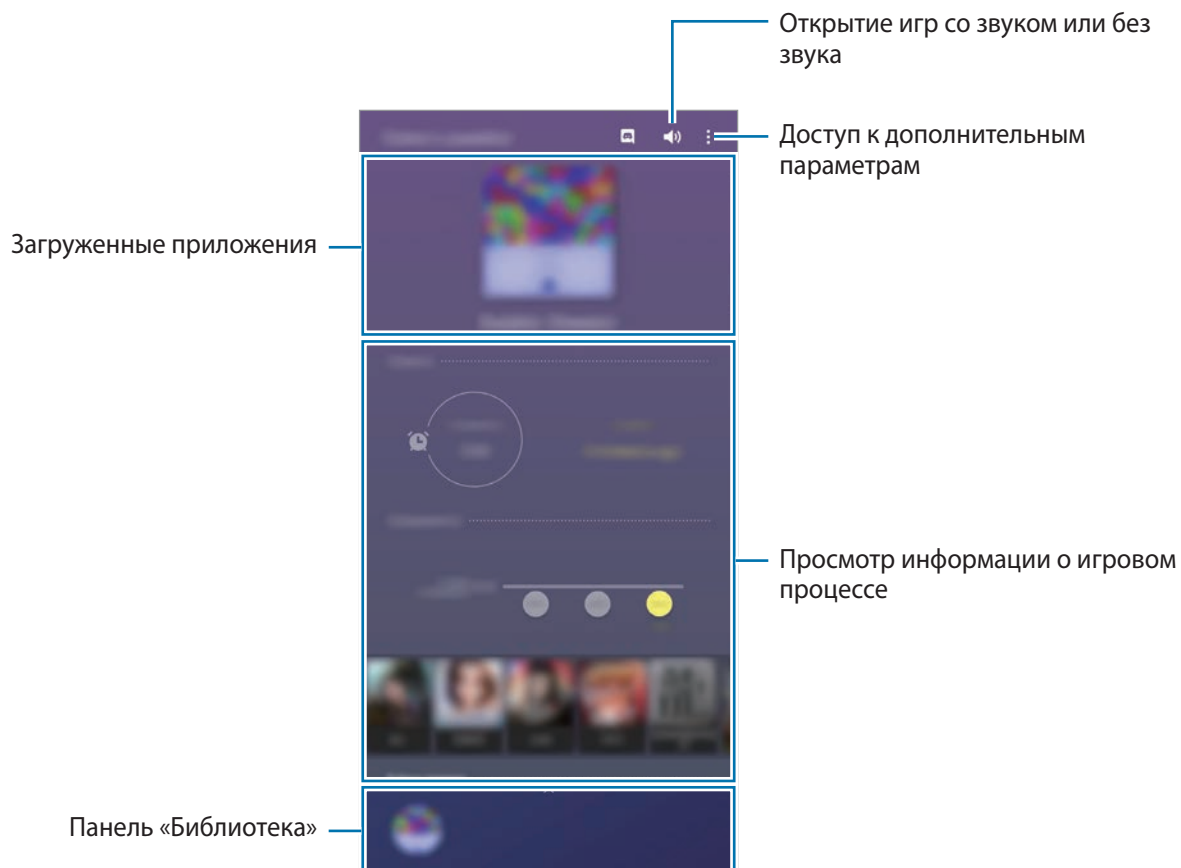 Открытие игр со звуком или без
звука
Доступ к дополнительным
параметрам
Загруженные приложения
Просмотр информации о игровом
процессе
Панель «Библиотека»